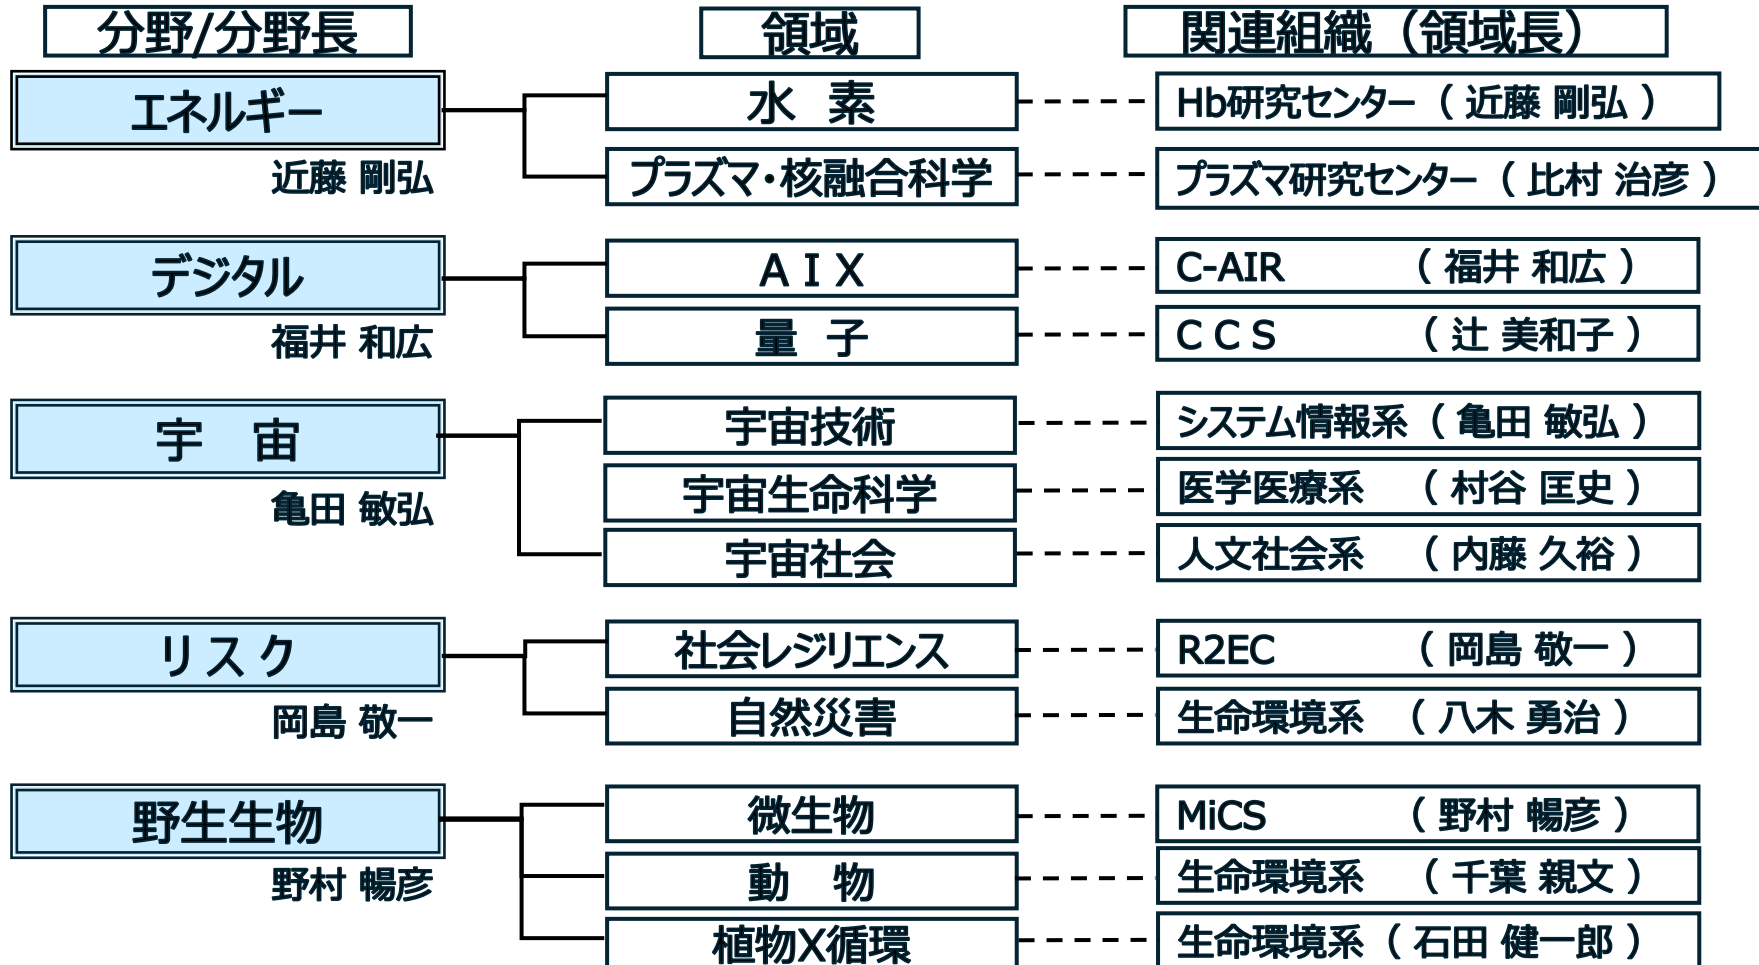 分野/分野長 領域 関連組織（領域長）
エネルギー 水 素 Hb研究センター（ 近藤 剛弘 ）
近藤 剛弘 プラズマ・核融合科学 プラズマ研究センター（ 比村 治彦 ）
デジタル A I X C-AIR （ 福井 和広 ）
福井 和広 量 子 C C S （ 辻 美和子 ）
宇 宙 宇宙技術 システム情報系（ 亀田 敏弘 ）
亀田 敏弘 宇宙生命科学 医学医療系 （ 村谷 匡史 ）
宇宙社会 人文社会系 （ 内藤 久裕 ）
リ ス ク 社会レジリエンス R2EC （ 岡島 敬一 ）
岡島 敬一 自然災害 生命環境系 （ 八木 勇治 ）
野生生物 微生物 MiCS （ 野村 暢彦 ）
野村 暢彦 動 物 生命環境系 （ 千葉 親文 ）
植物X循環 生命環境系（ 石田 健一郎 ）